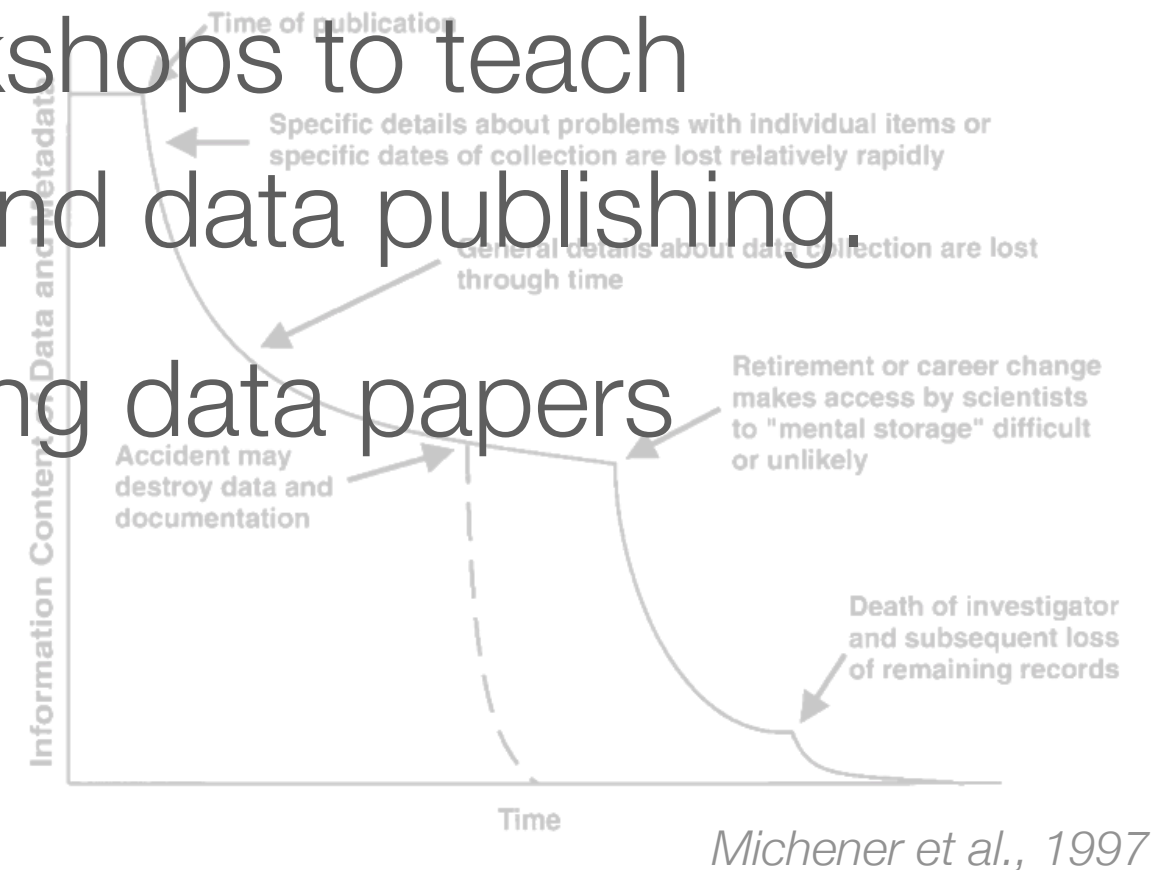 Time of publication
kshops to teach
Specific details about problems with individual items or
specific dates of collection are lost relatively rapidly
nd data publishing.
General details about data collection are lost
through time
ng data papers
Retirement or career change
makes access by scientists
to "mental storage" difficult
or unlikely
Accident may
destroy data and
documentation
Death of investigator
and subsequent loss
of remaining records
Information Content of Data and Metadata
Time
Michener et al., 1997